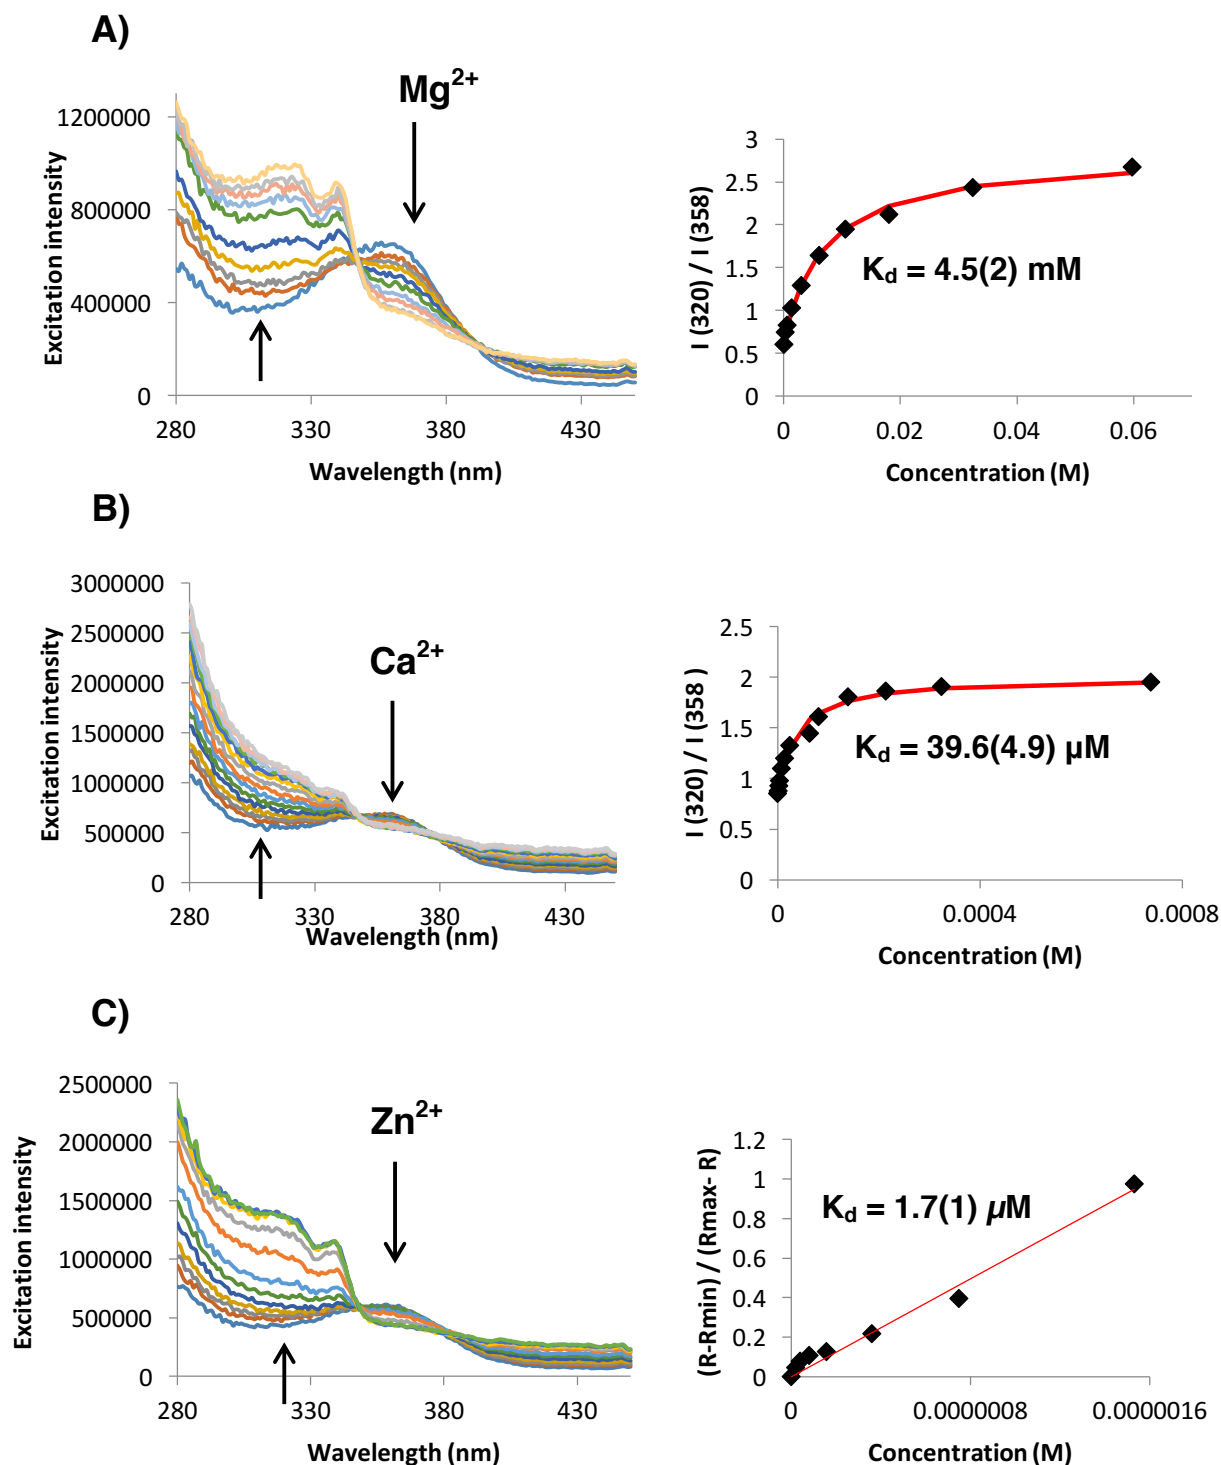 A)
Mg²⁺
Excitation intensity
1200000
800000
400000
0
280 330 380 430
Wavelength (nm)
I (320) / I (358)
3
2.5
2
1.5
1
0.5
0
K_d = 4.5(2) mM
0 0.02 0.04 0.06
Concentration (M)
B)
Ca²⁺
Excitation intensity
3000000
2500000
2000000
1500000
1000000
500000
0
280 330 380 430
Wavelength (nm)
I (320) / I (358 )
2.5
2
1.5
1
0.5
0
K_d = 39.6(4.9) µM
0 0.0004 0.0008
Concentration (M)
C)
Zn²⁺
Excitation intensity
2500000
2000000
1500000
1000000
500000
0
280 330 380 430
Wavelength (nm)
(R-Rmin) / (Rmax- R)
1.2
1
0.8
0.6
0.4
0.2
0
K_d = 1.7(1) µM
0 0.0000008 0.0000016
Concentration (M)